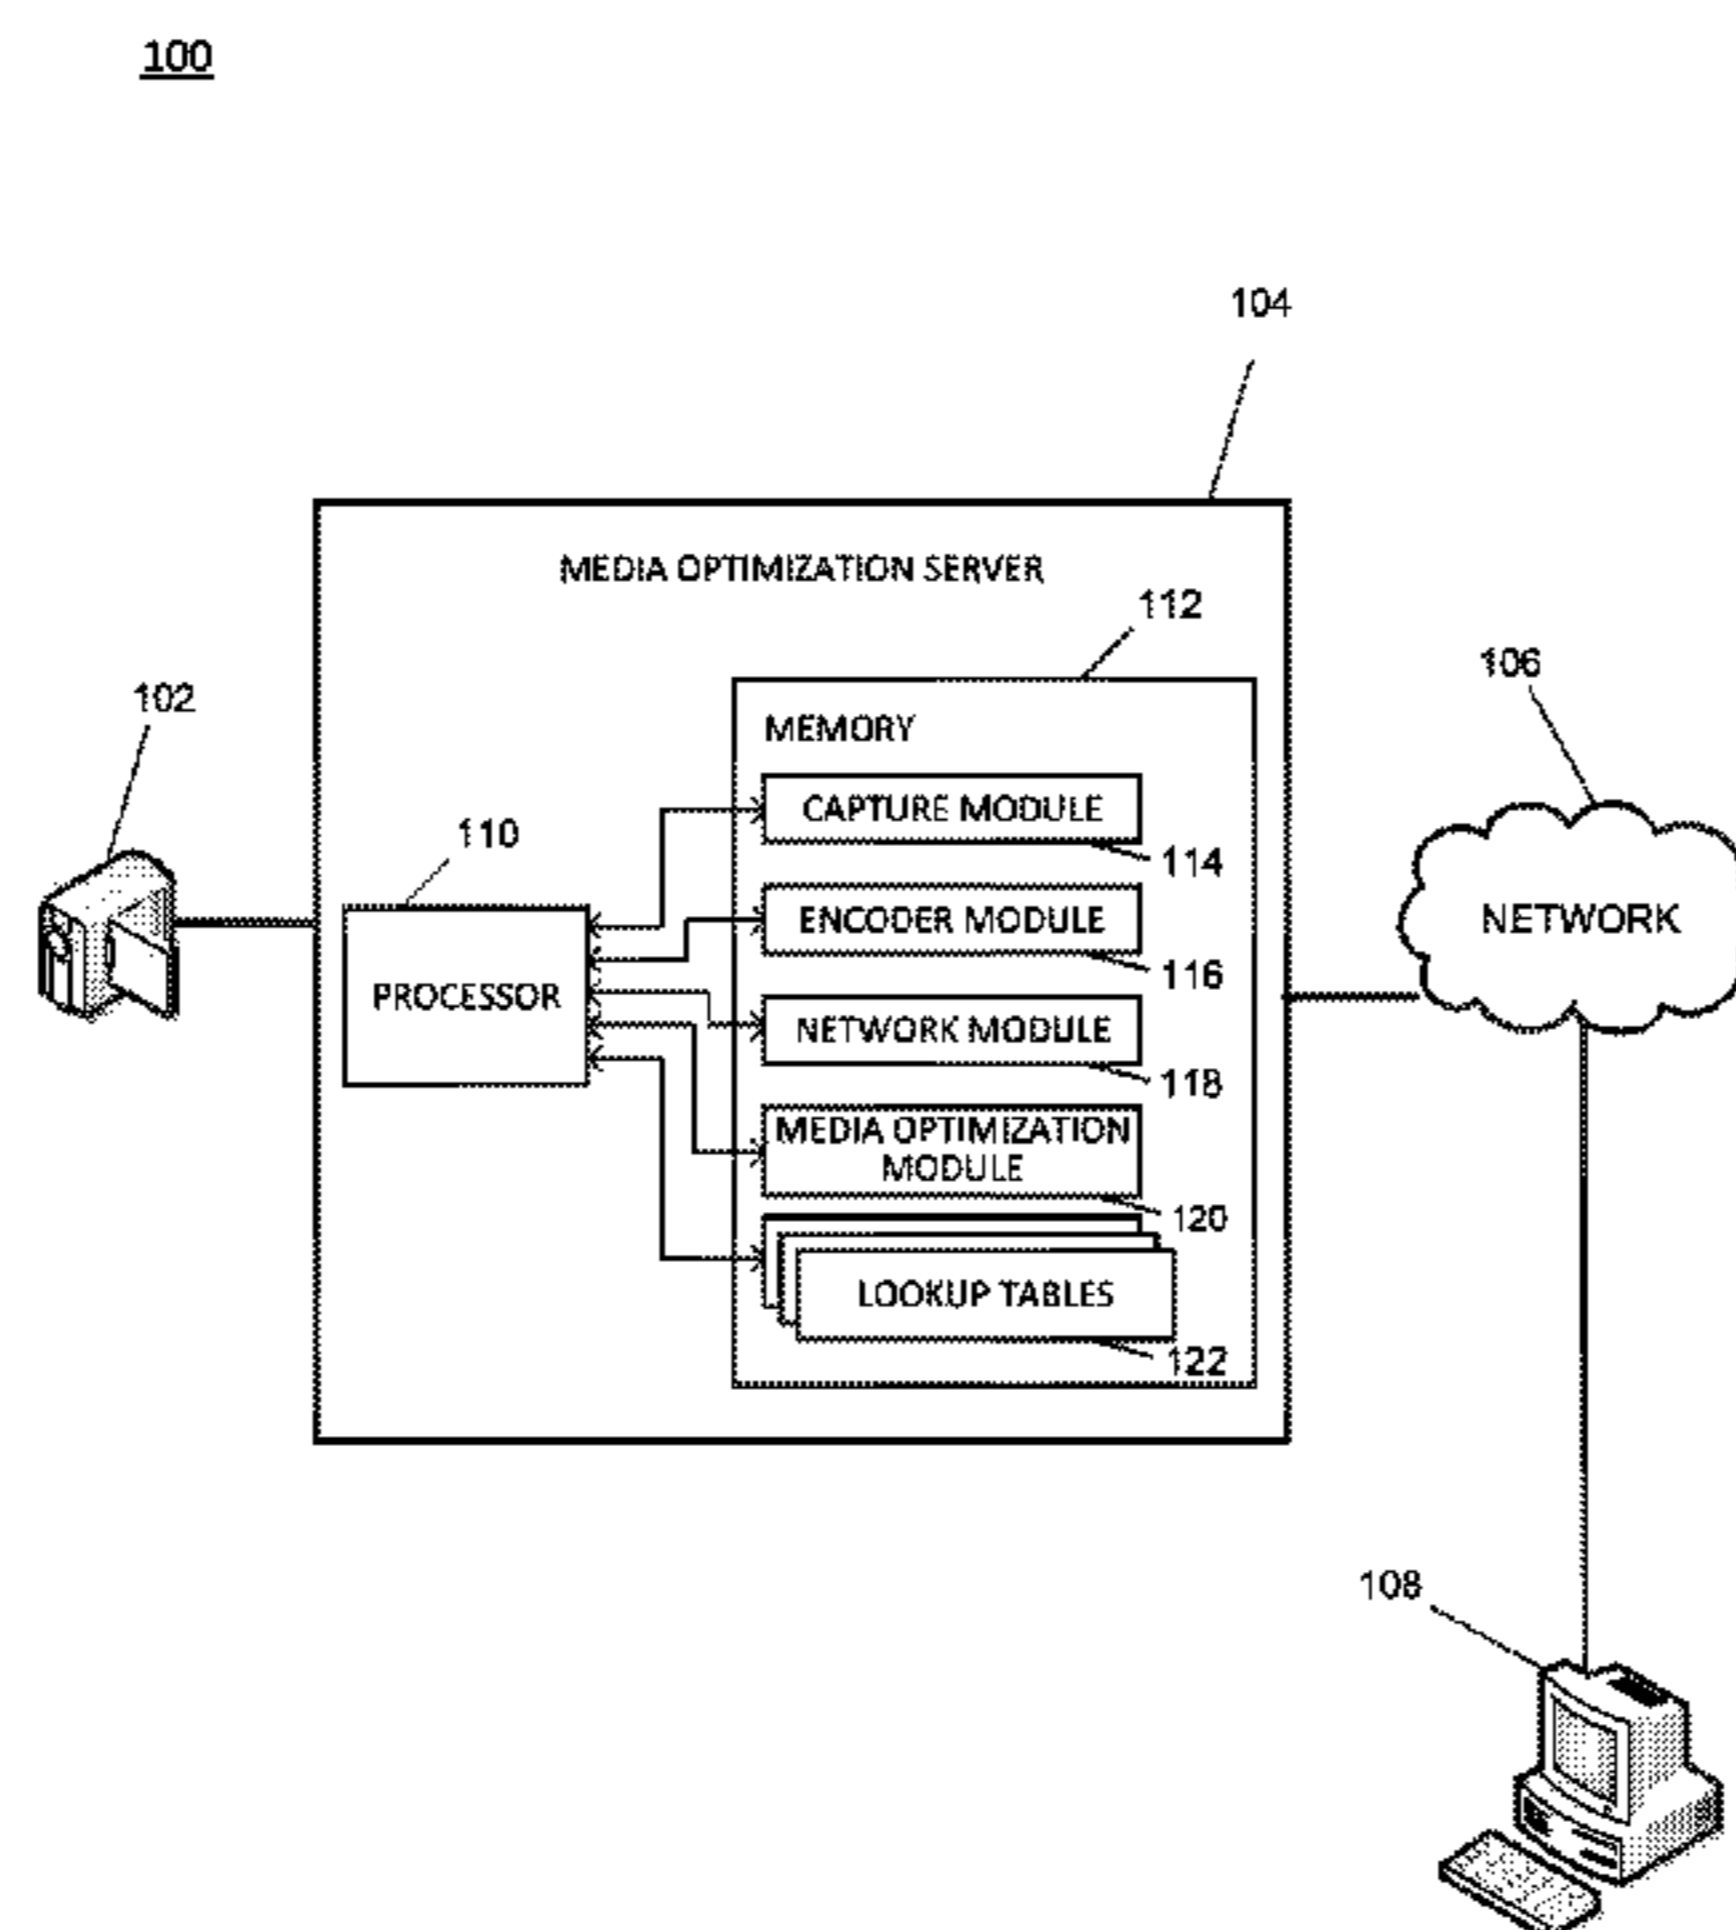 100
104
MEDIA OPTIMIZATION SERVER
112
106
102
MEMORY
CAPTURE MODULE
110
114
ENCODER MODULE
NETWORK
116
PROCESSOR
NETWORK MODULE
118
MEDIA OPTIMIZATION
MODULE
120
LOOKUP TABLES
122
108